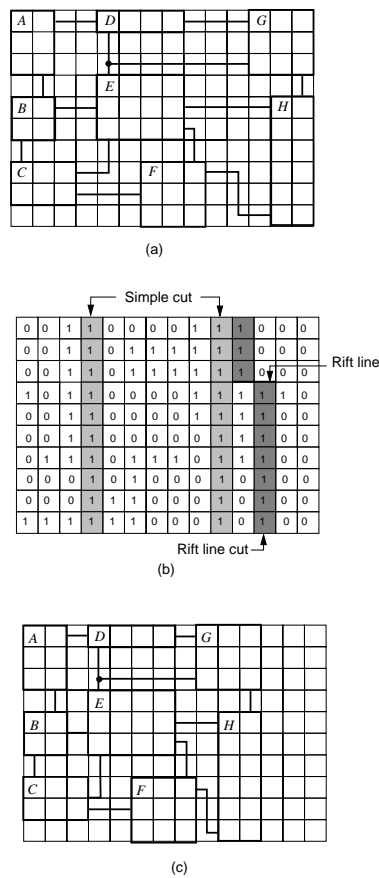 A D G
E
B H
C F
(a)
Simple cut
0 0 1 1 0 0 0 0 1 1 1 0 0 0
0 0 1 1 0 1 1 1 1 1 1 0 0 0
0 0 1 1 0 1 1 1 1 1 1 0 0 0
Rift line
1 0 1 1 0 0 0 0 1 1 1 1 1 0
0 0 1 1 0 0 0 0 1 1 1 1 0 0
0 0 1 1 0 0 0 0 0 1 1 1 0 0
0 1 1 1 0 1 1 1 0 1 0 1 0 0
0 0 0 1 0 0 0 0 0 1 0 1 0 0
0 0 0 1 1 1 0 0 0 1 0 1 0 0
1 1 1 1 1 1 0 0 0 1 0 1 0 0
Rift line cut
(b)
A D G
E
B H
C F
(c)